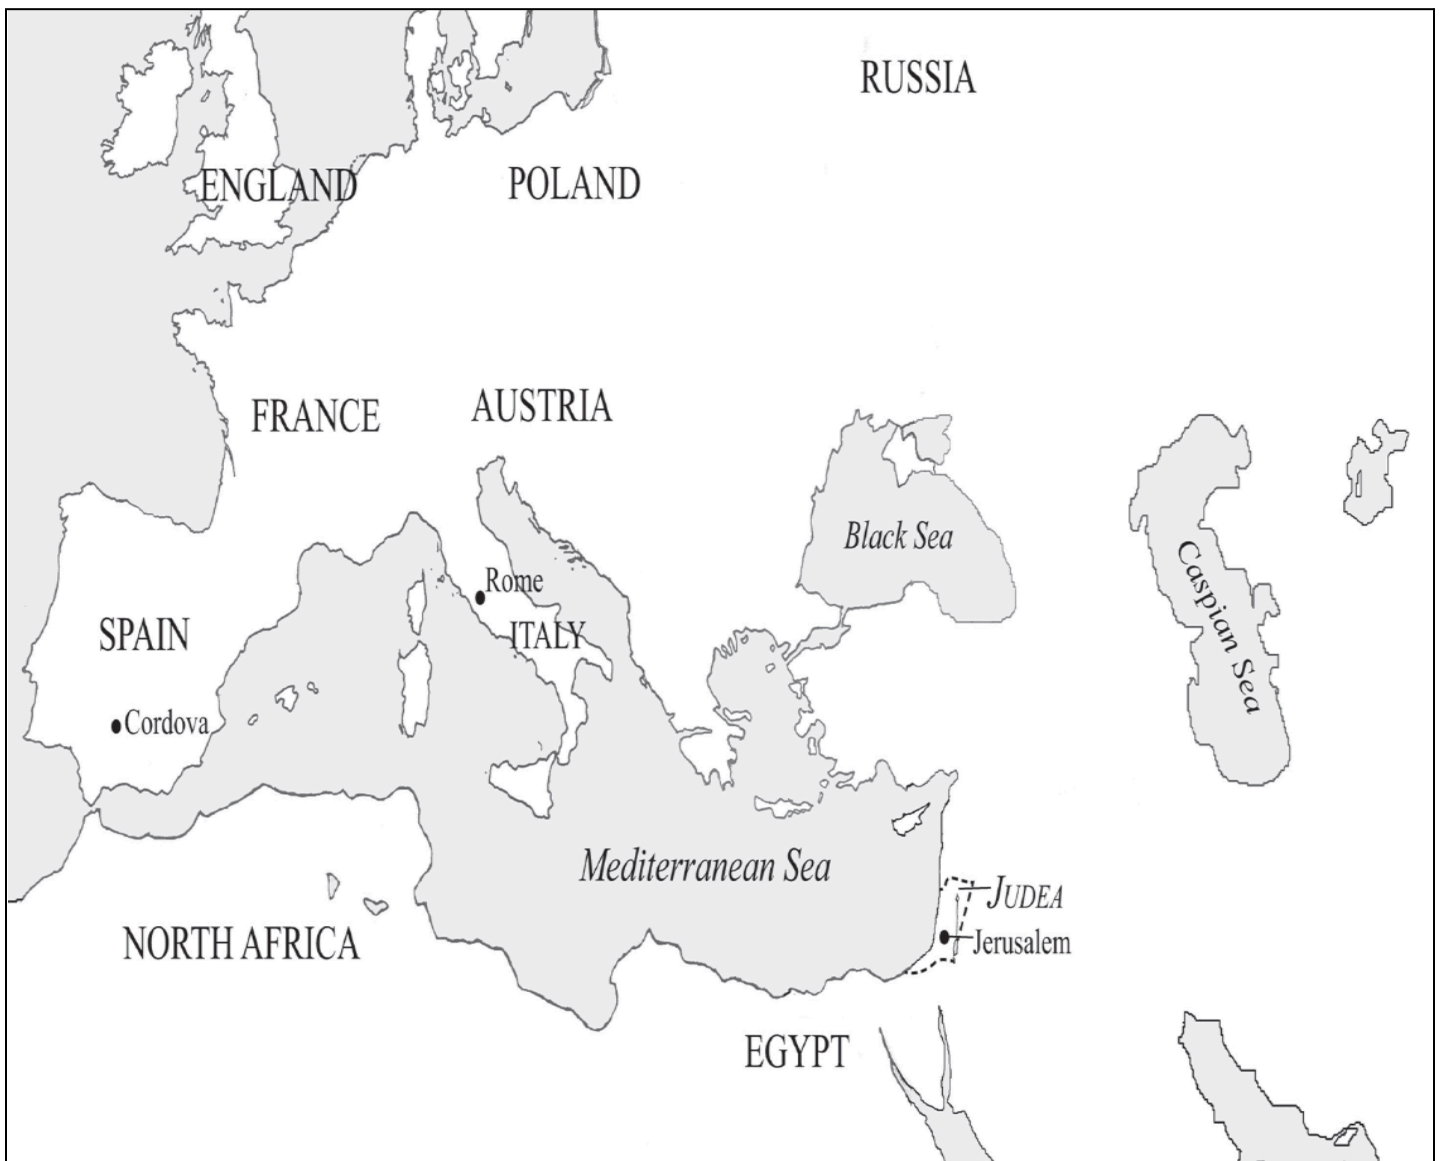 RUSSIA
ENGLAND
POLAND
FRANCE
AUSTRIA
Black Sea
Caspian Sea
Rome
SPAIN
ITALY
Cordova
Mediterranean Sea
JUDEA
NORTH AFRICA
Jerusalem
EGYPT